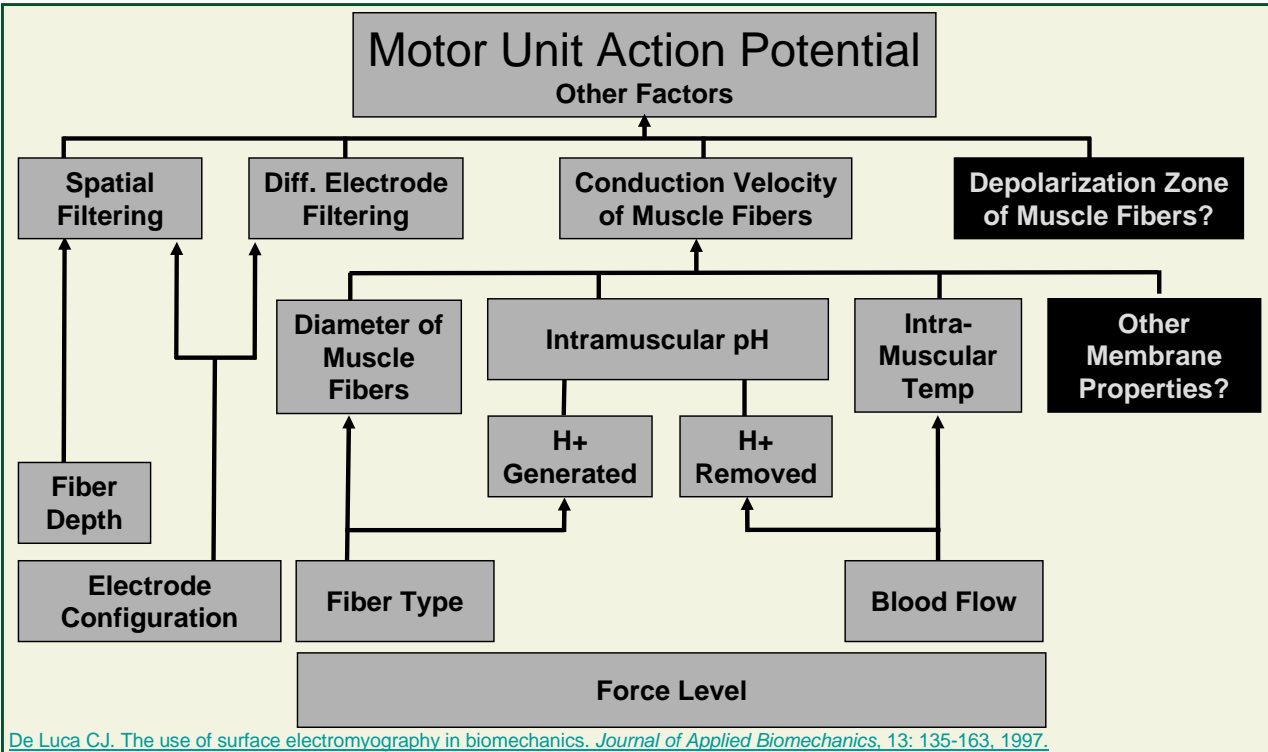 Motor Unit Action Potential
Other Factors
Spatial
Filtering
Diff. Electrode
Filtering
Conduction Velocity
of Muscle Fibers
Depolarization Zone
of Muscle Fibers?
Diameter of
Muscle
Fibers
Intramuscular pH
Intra-
Muscular
Temp
Other
Membrane
Properties?
H+
Generated
H+
Removed
Fiber
Depth
Electrode
Configuration
Fiber Type
Blood Flow
Force Level
De Luca CJ. The use of surface electromyography in biomechanics. Journal of Applied Biomechanics, 13: 135-163, 1997.